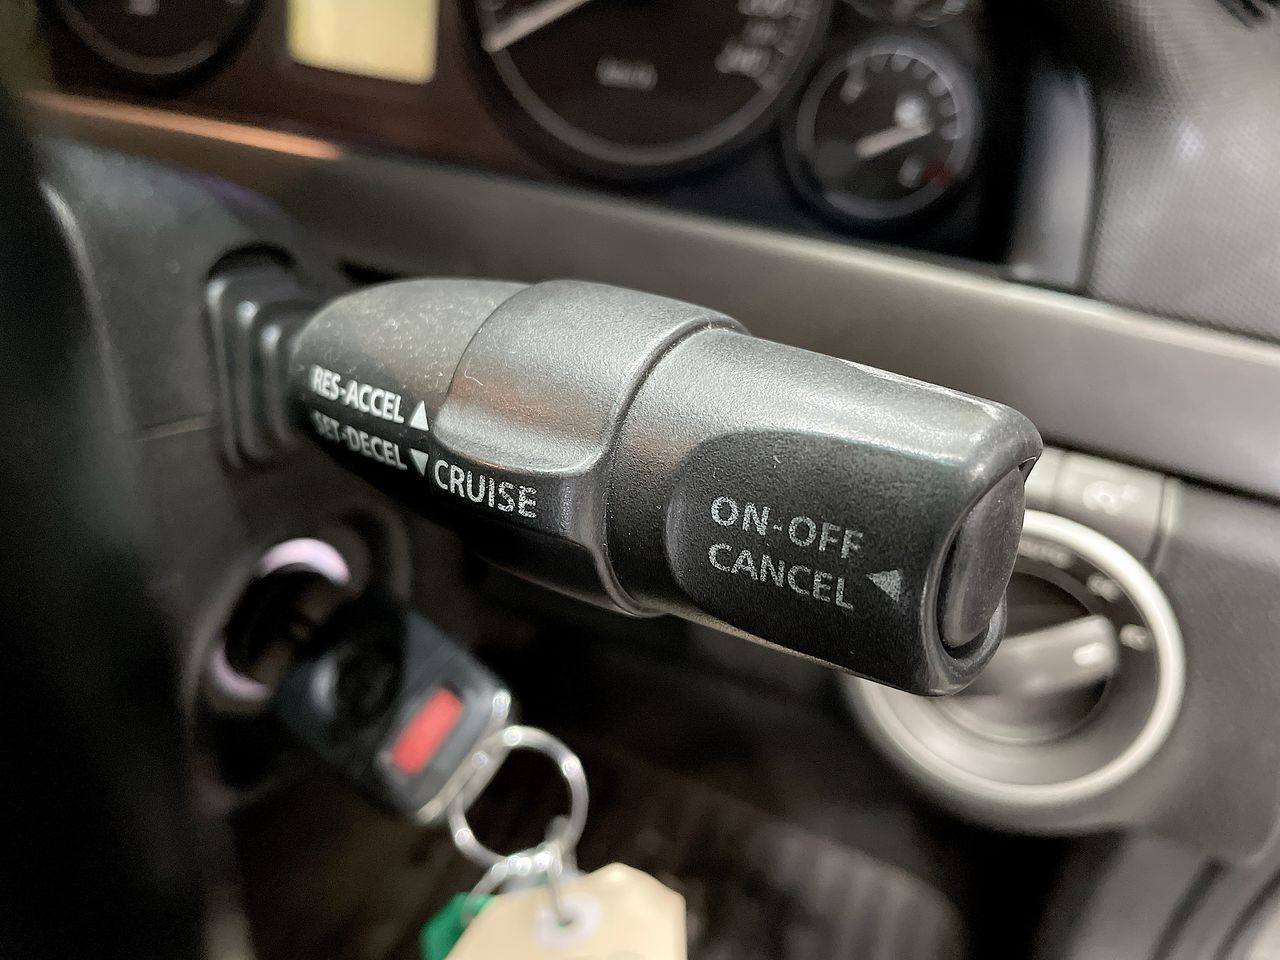 RES-ACCEL ▲
SET-DECEL ▼
CRUISE
ON-OFF
CANCEL ◀